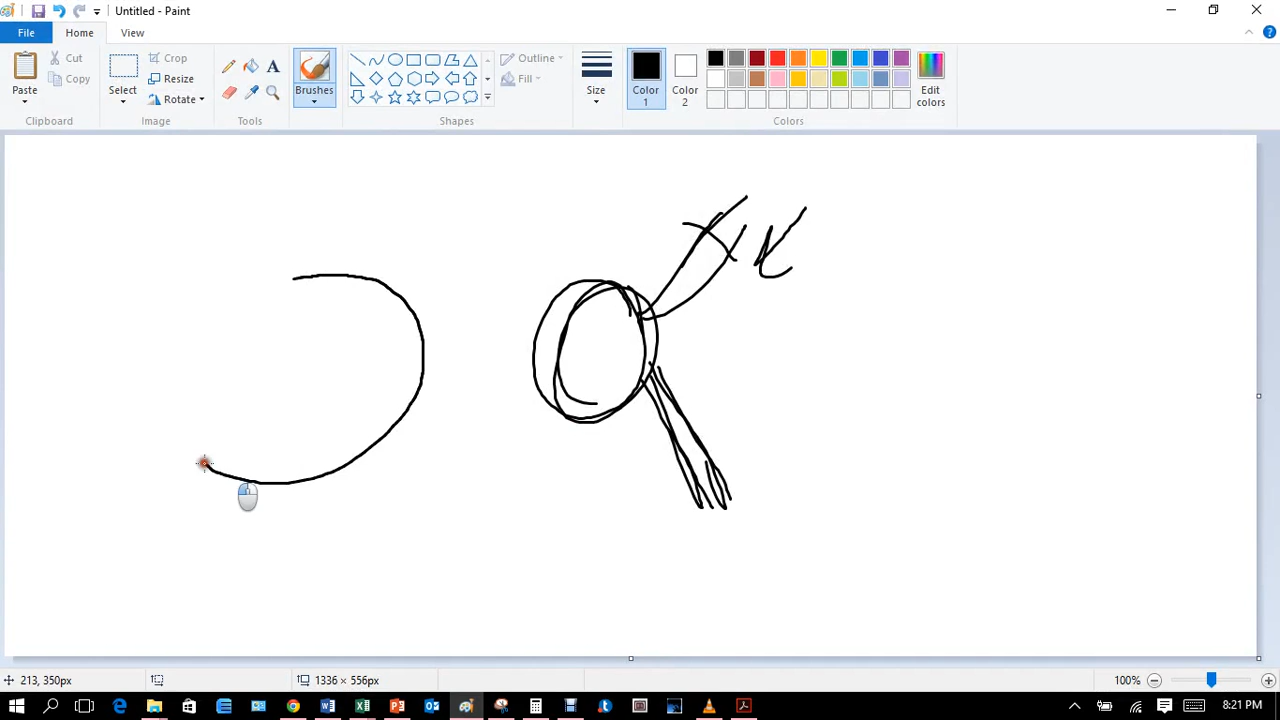 Untitled - Paint
File Home View
Paste Cut Copy
Select Crop Resize Rotate
A
Brushes
Outline Fill
Size
Color 1
Color 2
Edit colors
Clipboard Image Tools Shapes Colors
213, 350px 1336 × 556px 100%
8:21 PM